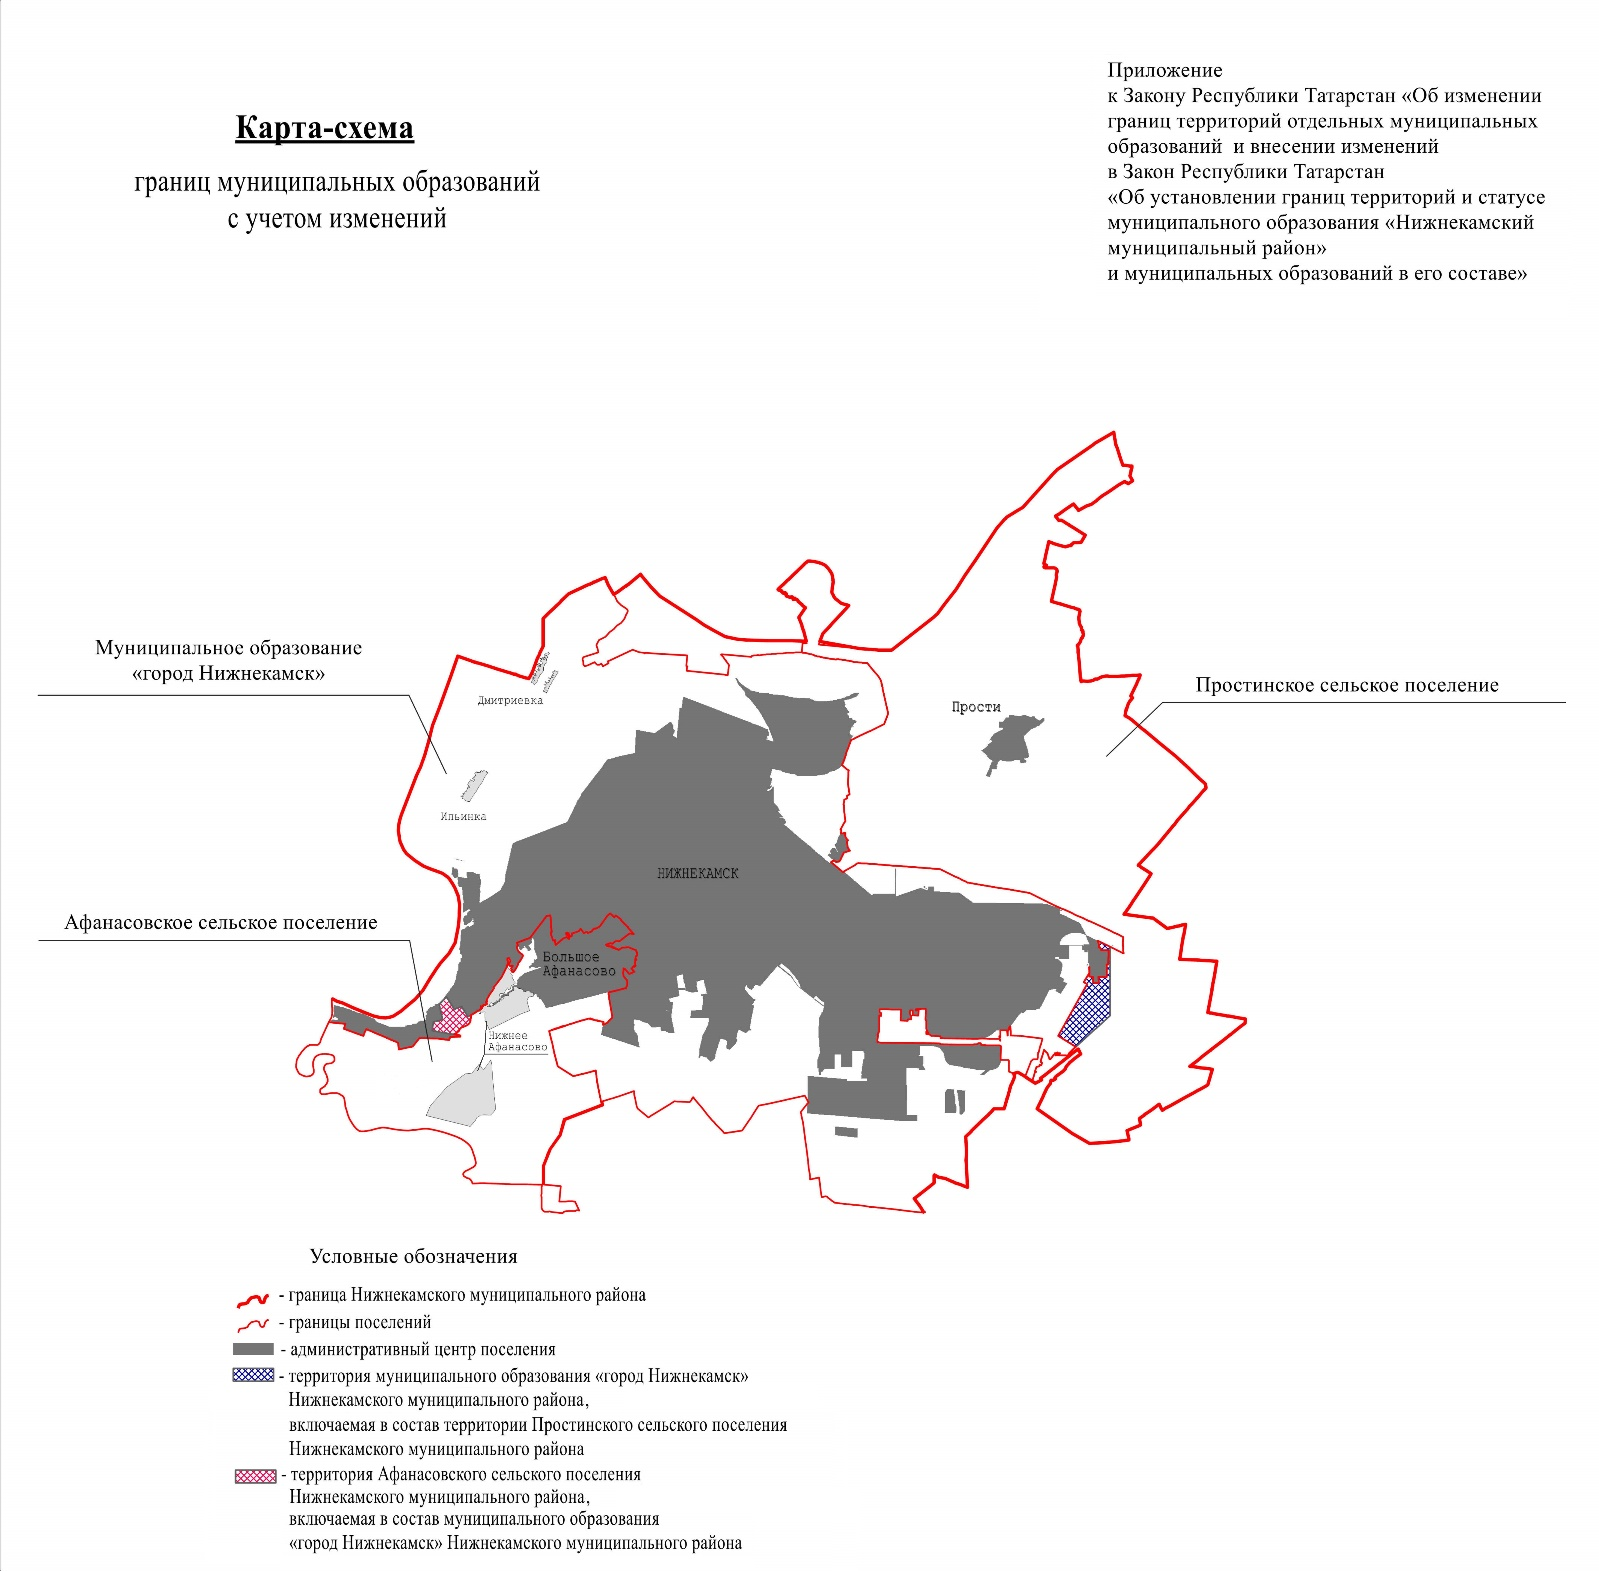 Приложение
к Закону Республики Татарстан «Об изменении
границ территорий отдельных муниципальных
образований и внесении изменений
в Закон Республики Татарстан
«Об установлении границ территорий и статусе
муниципального образования «Нижнекамский
муниципальный район»
и муниципальных образований в его составе»
Карта-схема
границ муниципальных образований
с учетом изменений
Муниципальное образование
«город Нижнекамск»
Простинское сельское поселение
Дмитриевка
Прости
Ильинка
НИЖНЕКАМСК
Афанасовское сельское поселение
Большое
Афанасово
Нижнее
Афанасово
Условные обозначения
- граница Нижнекамского муниципального района
- границы поселений
- административный центр поселения
- территория муниципального образования «город Нижнекамск»
Нижнекамского муниципального района,
включаемая в состав территории Простинского сельского поселения
Нижнекамского муниципального района
- территория Афанасовского сельского поселения
Нижнекамского муниципального района,
включаемая в состав муниципального образования
«город Нижнекамск» Нижнекамского муниципального района